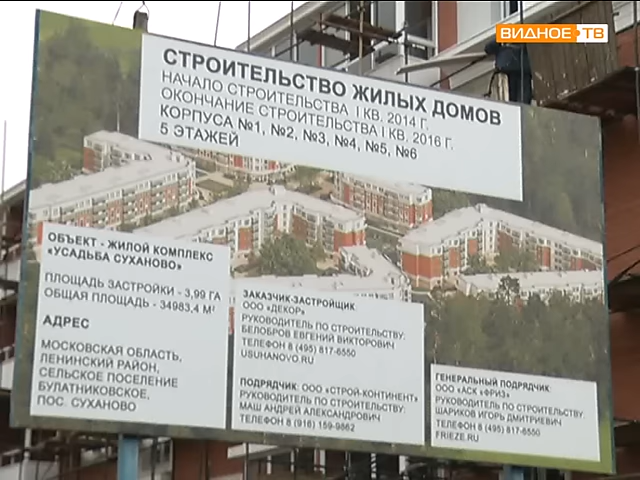 ВИДНОЕ ТВ
СТРОИТЕЛЬСТВО ЖИЛЫХ ДОМОВ
НАЧАЛО СТРОИТЕЛЬСТВА I КВ. 2014 Г.
ОКОНЧАНИЕ СТРОИТЕЛЬСТВА I КВ. 2016 Г.
КОРПУСА №1, №2, №3, №4, №5, №6
5 ЭТАЖЕЙ
ОБЪЕКТ - ЖИЛОЙ КОМПЛЕКС
«УСАДЬБА СУХАНОВО»
ПЛОЩАДЬ ЗАСТРОЙКИ - 3,99 ГА
ОБЩАЯ ПЛОЩАДЬ - 34983,4 М²
АДРЕС
МОСКОВСКАЯ ОБЛАСТЬ,
ЛЕНИНСКИЙ РАЙОН,
СЕЛЬСКОЕ ПОСЕЛЕНИЕ
БУЛАТНИКОВСКОЕ,
ПОС. СУХАНОВО
ЗАКАЗЧИК-ЗАСТРОЙЩИК
ООО «ДЕКОР»
РУКОВОДИТЕЛЬ ПО СТРОИТЕЛЬСТВУ:
БЕЛОБРОВ ЕВГЕНИЙ ВИКТОРОВИЧ
ТЕЛЕФОН 8 (495) 817-6550
USUHANOVO.RU
ПОДРЯДЧИК: ООО «СТРОЙ-КОНТИНЕНТ»
РУКОВОДИТЕЛЬ ПО СТРОИТЕЛЬСТВУ:
МАШ АНДРЕЙ АЛЕКСАНДРОВИЧ
ТЕЛЕФОН 8 (916) 159-9862
ГЕНЕРАЛЬНЫЙ ПОДРЯДЧИК:
ООО «АСК «ФРИЗ»
РУКОВОДИТЕЛЬ ПО СТРОИТЕЛЬСТВУ:
ШАРИКОВ ИГОРЬ ДМИТРИЕВИЧ
ТЕЛЕФОН 8 (495) 817-6550
FRIEZE.RU